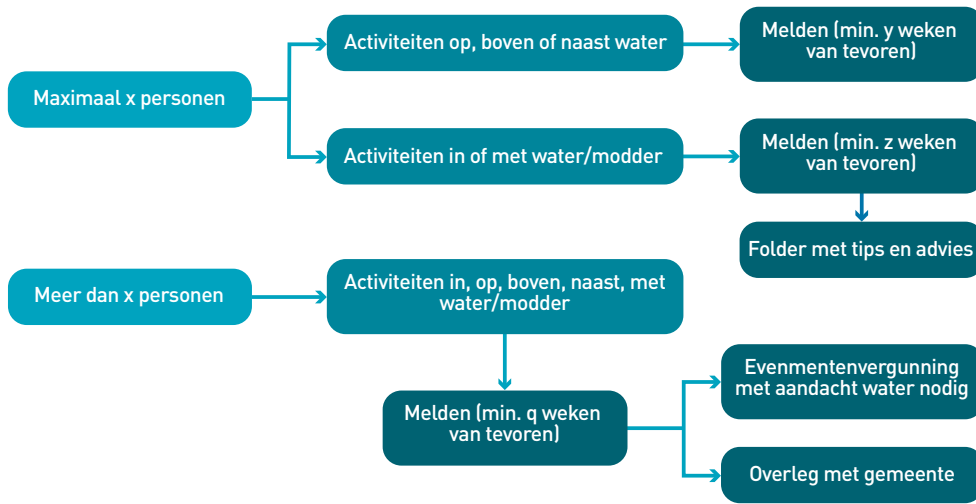 Maximaal x personen
Activiteiten op, boven of naast water
Melden (min. y weken
van tevoren)
Activiteiten in of met water/modder
Melden (min. z weken
van tevoren)
Folder met tips en advies
Meer dan x personen
Activiteiten in, op, boven, naast, met
water/modder
Melden (min. q weken
van tevoren)
Evenmentenvergunning
met aandacht water nodig
Overleg met gemeente